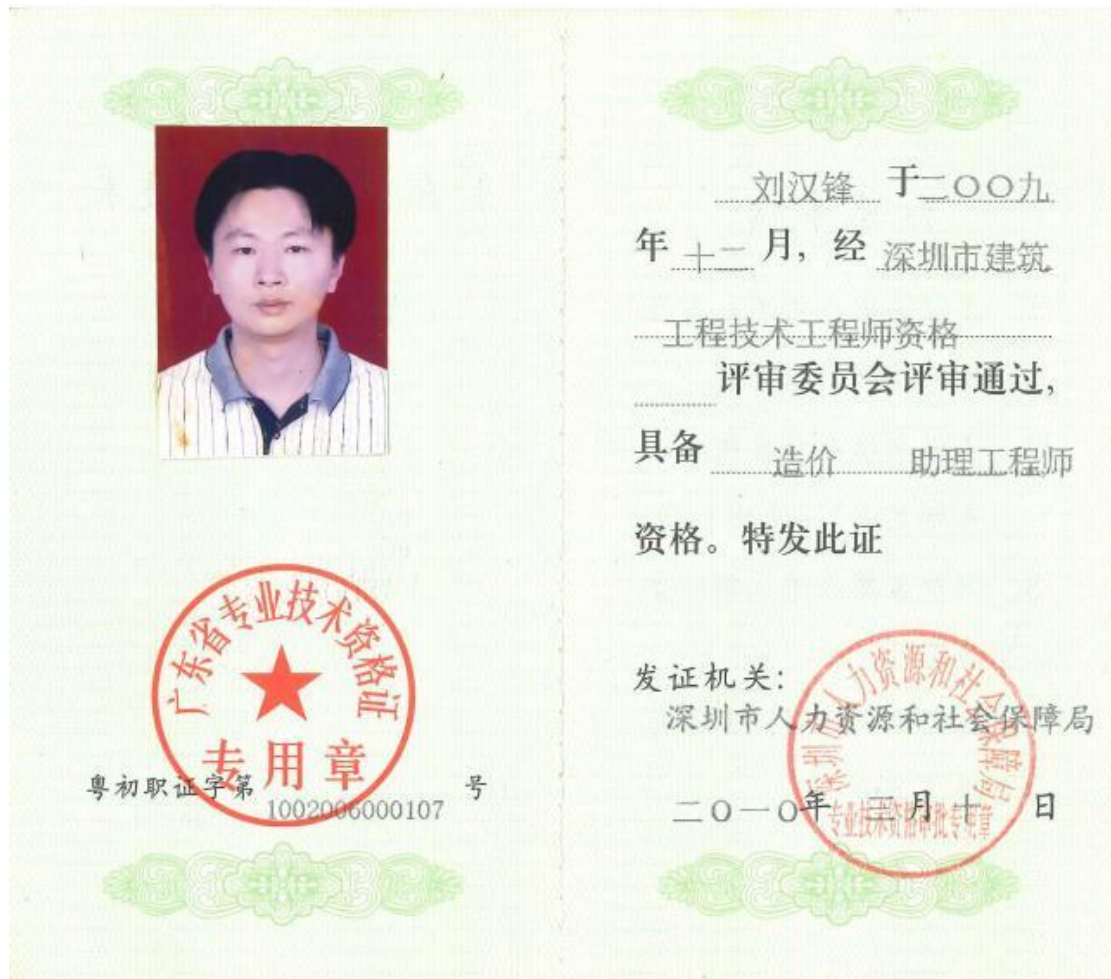 广东省专业技术资格证
专用章
粤初职证字第 1002006000107 号
刘汉锋 于二〇〇九
年 十二 月, 经 深圳市建筑
工程技术工程师资格
评审委员会评审通过,
具备 造价 助理工程师
资格。特发此证
发证机关:
深圳市人力资源和社会保障局
二〇一〇年 三月 十 日
深圳市人力资源和社会保障局
专业技术资格审批专用章